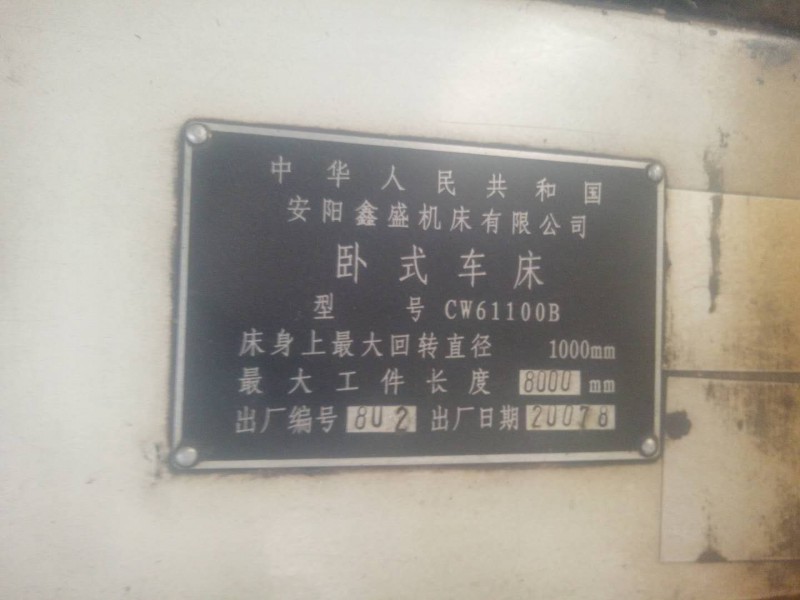 中华人民共和国
安阳鑫盛机床有限公司
卧式车床
型号 CW61100B
床身上最大回转直径 1000mm
最大工件长度 8000 mm
出厂编号 802 出厂日期 20078